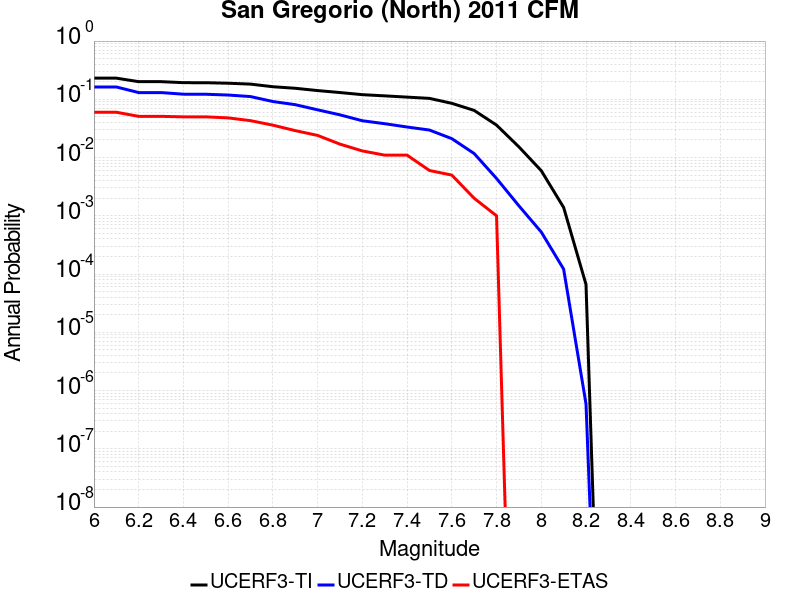 San Gregorio (North) 2011 CFM
Annual Probability
10^0
10^-1
10^-2
10^-3
10^-4
10^-5
10^-6
10^-7
10^-8
6 6.2 6.4 6.6 6.8 7 7.2 7.4 7.6 7.8 8 8.2 8.4 8.6 8.8 9
Magnitude
UCERF3-TI UCERF3-TD UCERF3-ETAS